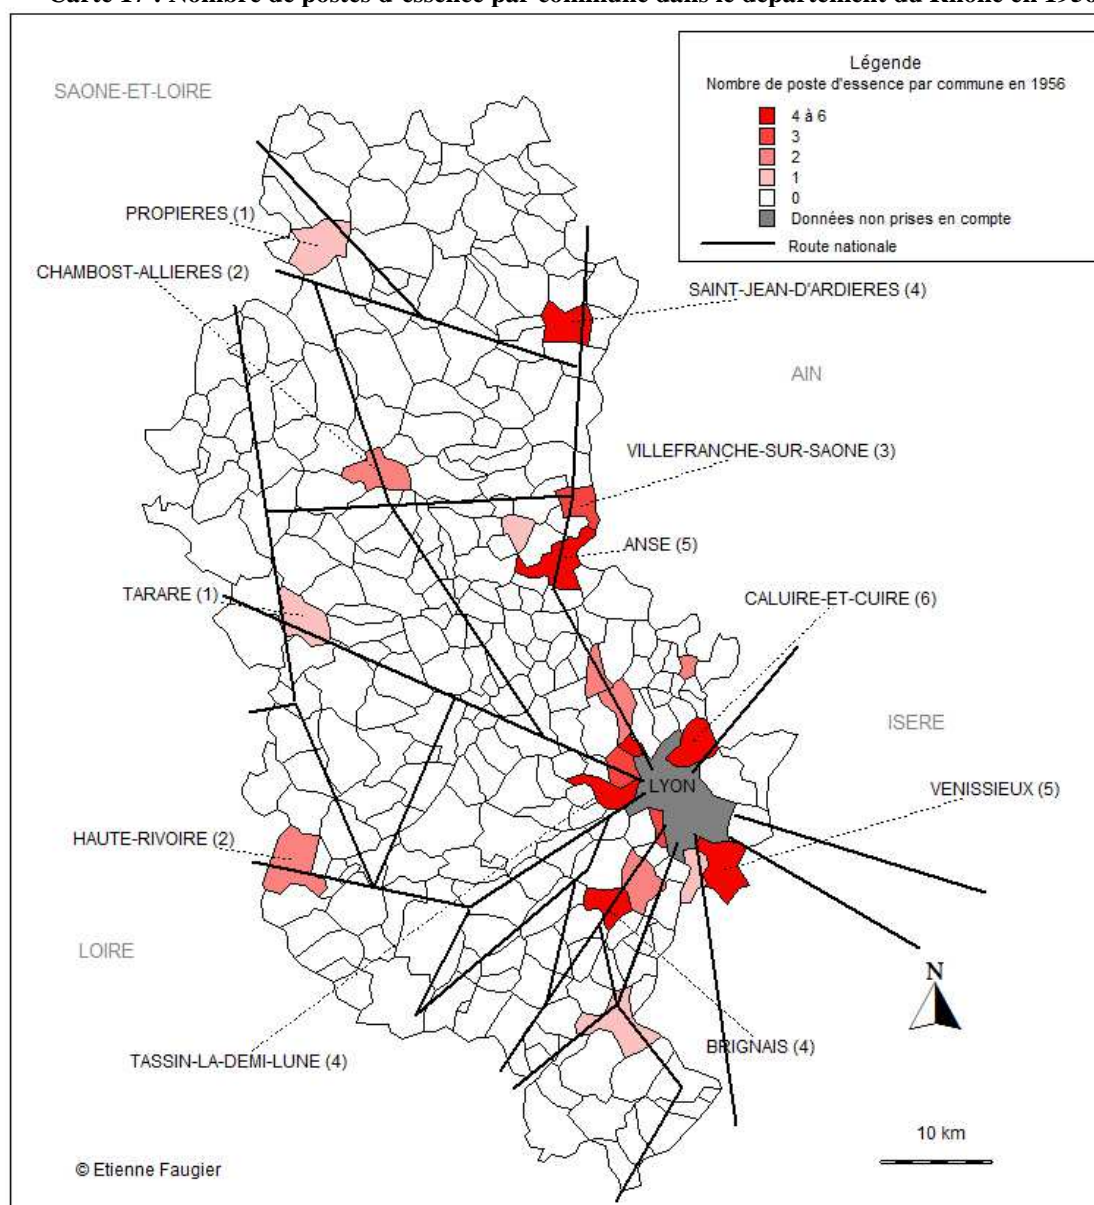 Carte 17 : Nombre de postes d'essence par commune dans le département du Rhône en 1956
Légende
Nombre de poste d'essence par commune en 1956
4 à 6
3
2
1
0
Données non prises en compte
Route nationale
SAONE-ET-LOIRE
PROPIERES (1)
CHAMBOST-ALLIERES (2)
SAINT-JEAN-D'ARDIERES (4)
AIN
VILLEFRANCHE-SUR-SAONE (3)
ANSE (5)
TARARE (1)
CALUIRE-ET-CUIRE (6)
ISERE
LYON
VENISSIEUX (5)
HAUTE-RIVOIRE (2)
LOIRE
N
TASSIN-LA-DEMI-LUNE (4)
BRIGNAIS (4)
10 km
© Etienne Faugier